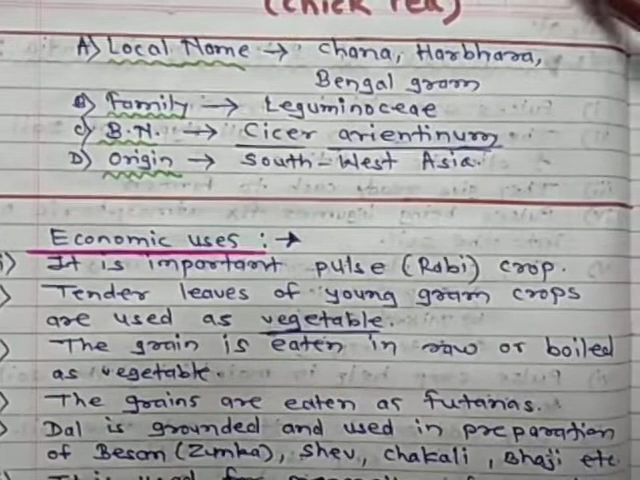 (Chick Pea)
A) Local Name → Chana, Harbhara,
Bengal gram
B) Family → Leguminoceae
C) B.N. → Cicer arientinum
D) Origin → South-West Asia.
Economic uses : →
i) It is important pulse (Rabi) crop.
Tender leaves of young gram crops
are used as vegetable.
The grain is eaten in raw or boiled
as vegetable.
The grains are eaten as futanas.
Dal is grounded and used in preparation
of Besan (Zunka), Shev, Chakali, Bhaji etc